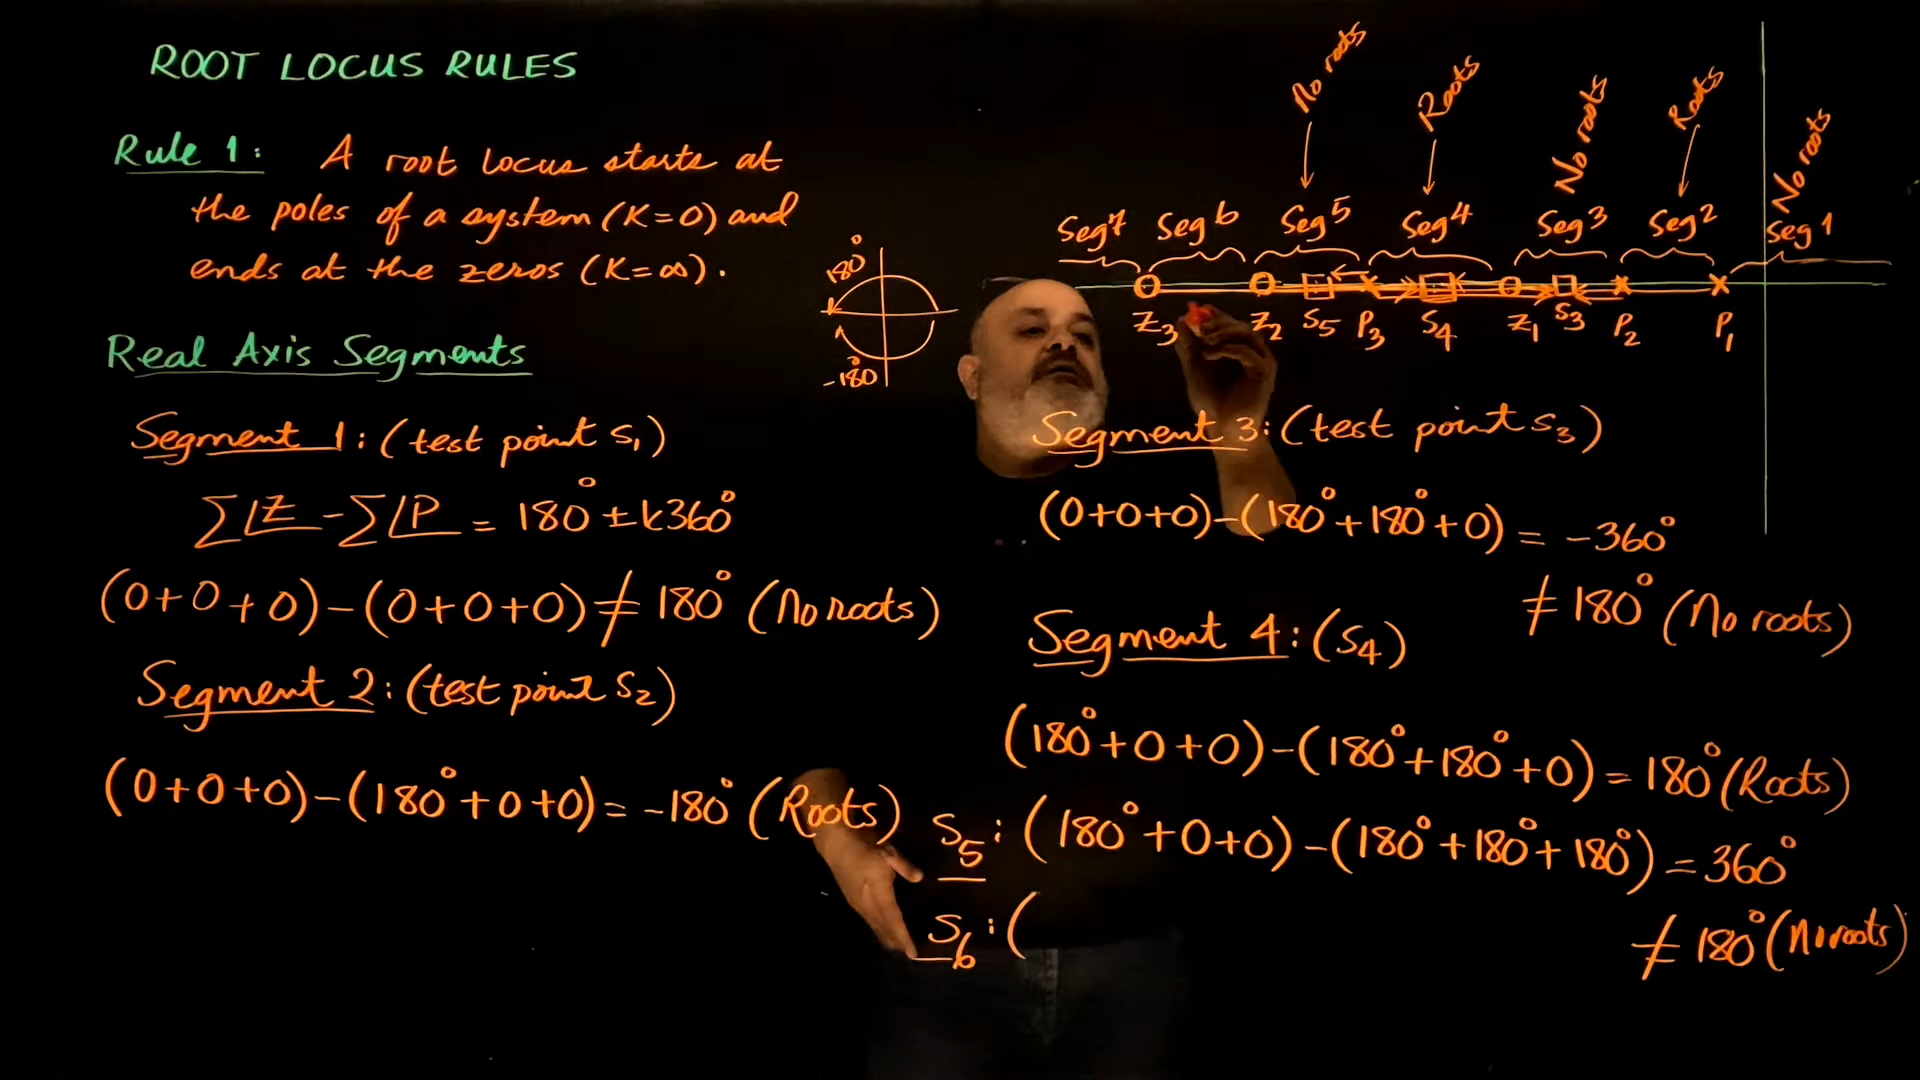 ROOT LOCUS RULES
Rule 1: A root locus starts at
the poles of a system (K=0) and
ends at the zeros (K=∞).
Real Axis Segments
Segment 1: (test point S₁)
∑∠Z - ∑∠P = 180° ± k360°
(0+0+0)-(0+0+0) ≠ 180° (No roots)
Segment 2: (test point S₂)
(0+0+0)-(180°+0+0) = -180° (Roots)
180°
-180°
No roots
Roots
No roots
Roots
No roots
Seg7 Seg6 Seg5 Seg4 Seg3 Seg2 Seg1
Z₃ Z₂ S₅ P₃ S₄ Z₁ S₃ P₂ P₁
Segment 3: (test point S₃)
(0+0+0)-(180°+180°+0) = -360°
≠ 180° (No roots)
Segment 4: (S₄)
(180°+0+0)-(180°+180°+0) = 180° (Roots)
S₅: (180°+0+0)-(180°+180°+180°) = 360°
≠ 180° (No roots)
S₆: (